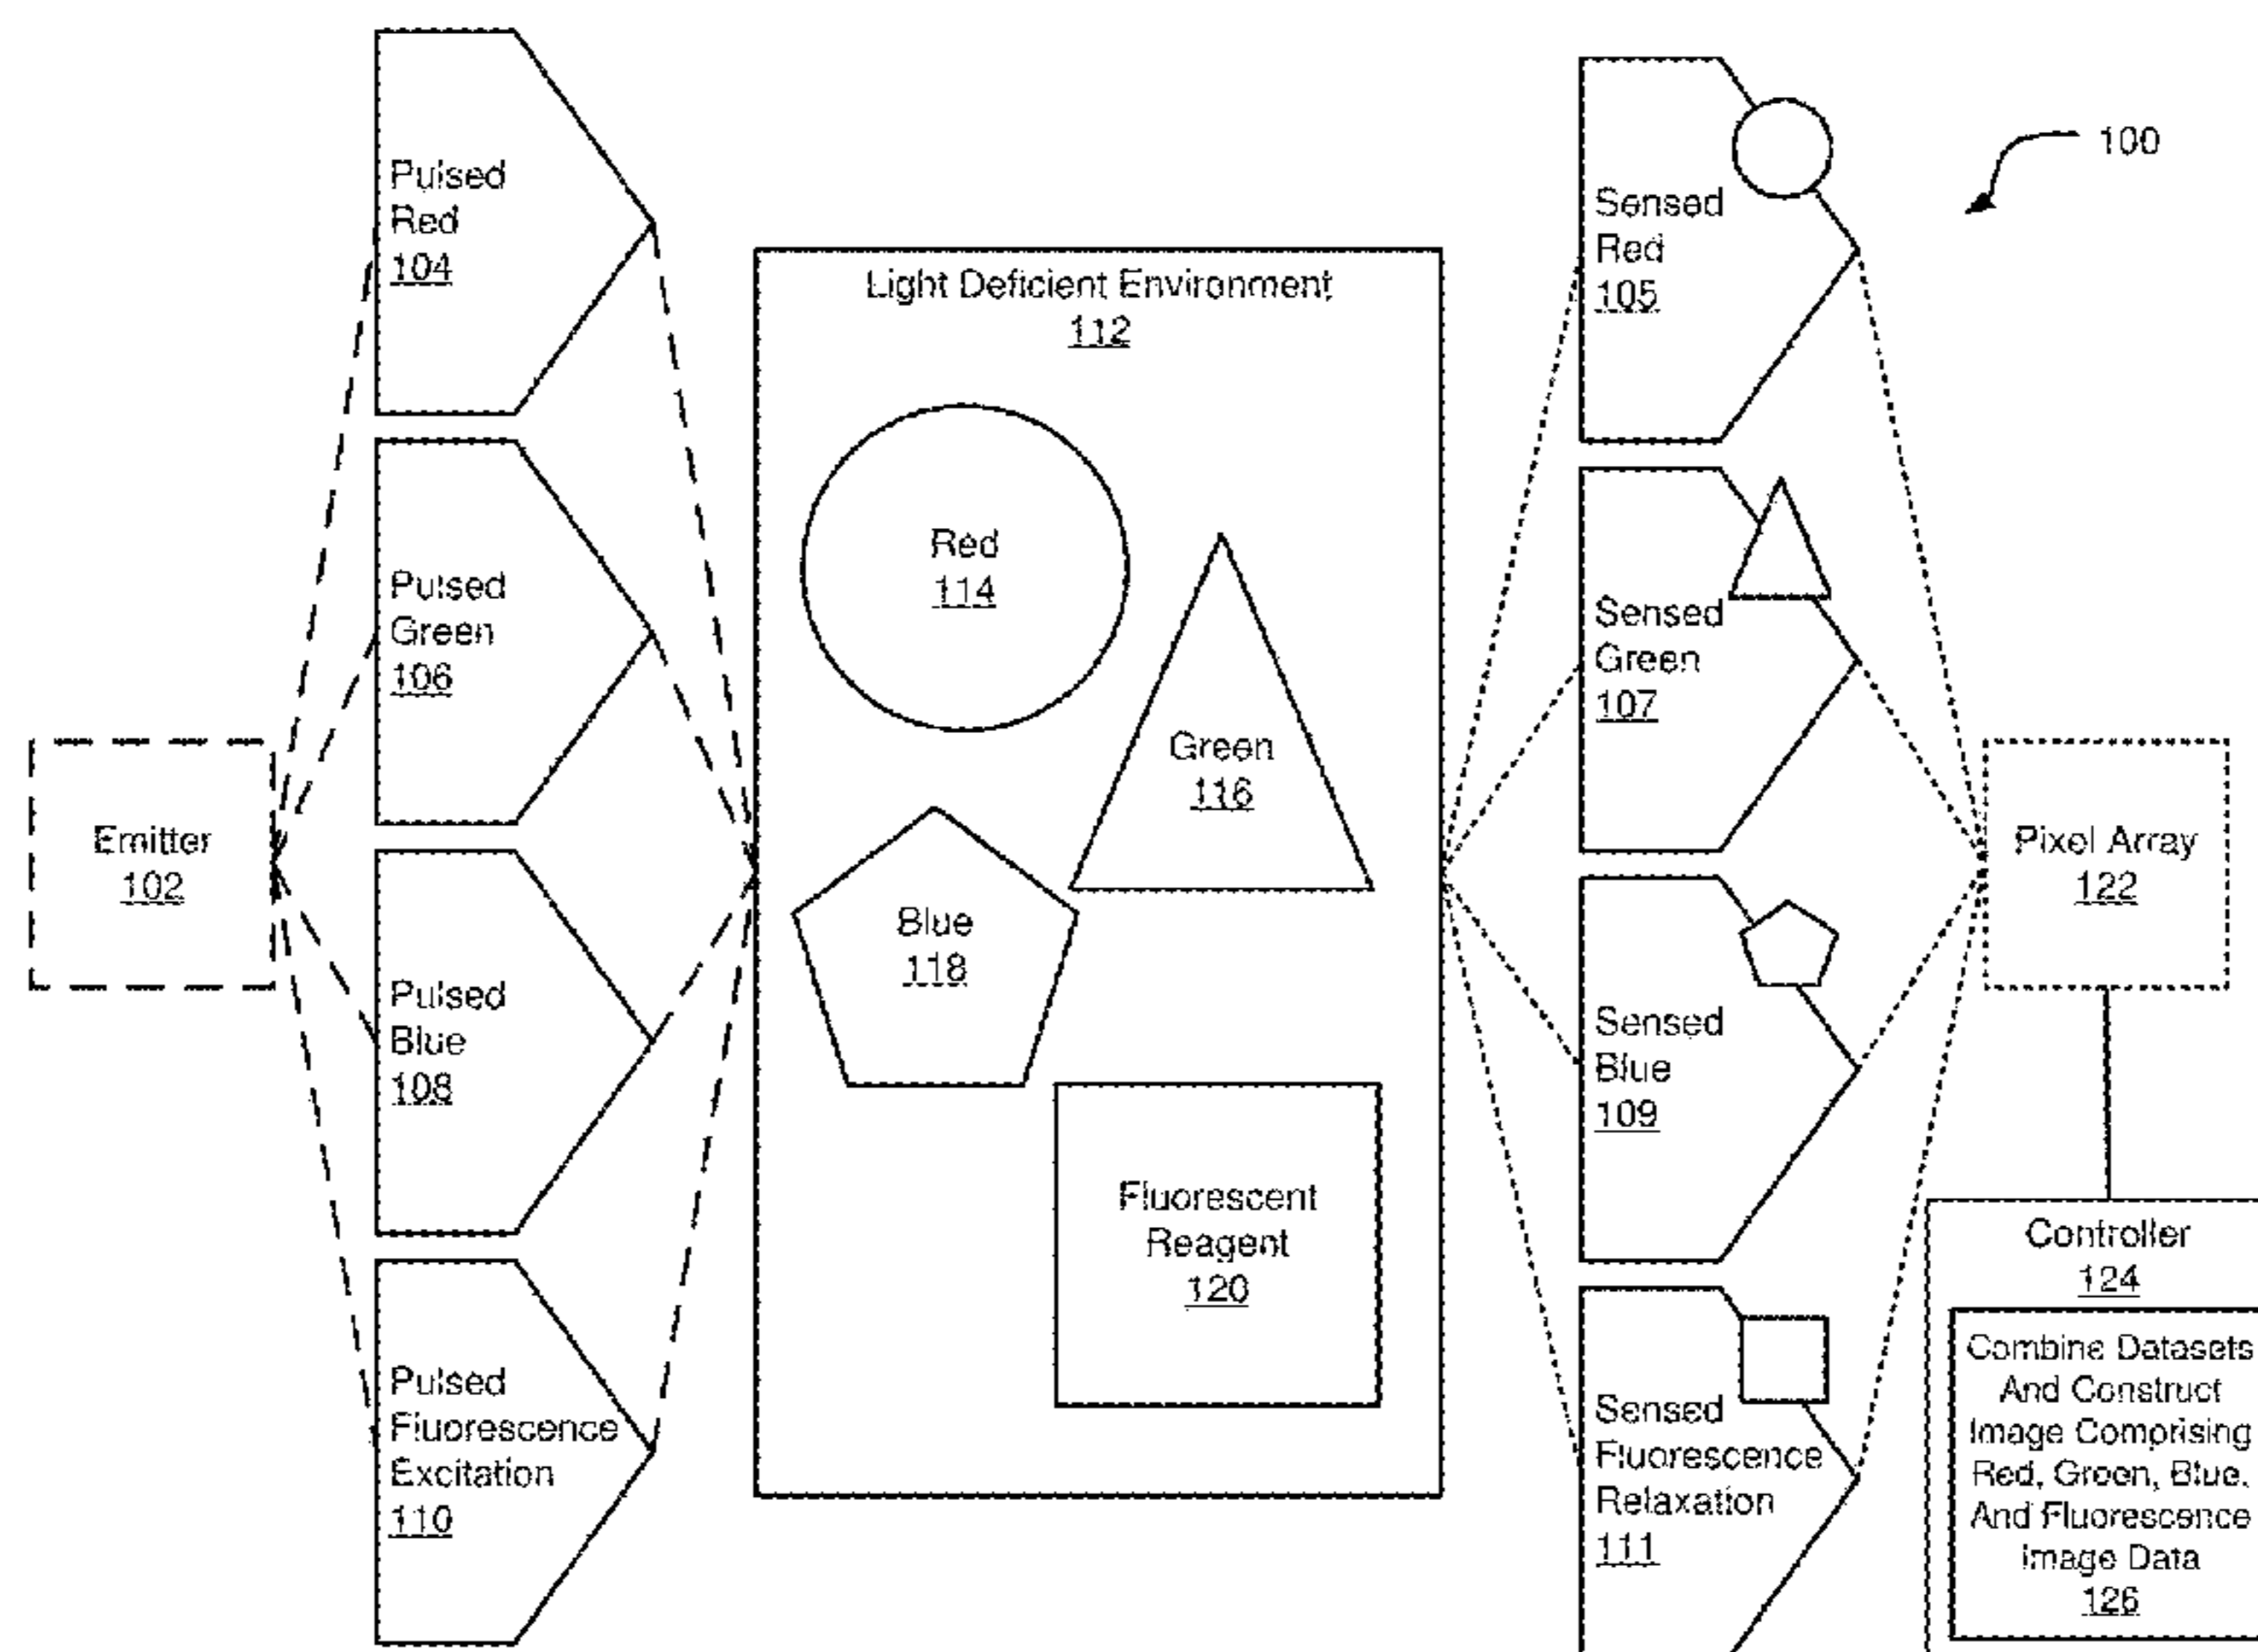 100
Pulsed
Red
104
Pulsed
Green
106
Pulsed
Blue
108
Pulsed
Fluorescence
Excitation
110
Emitter
102
Light Deficient Environment
112
Red
114
Green
116
Blue
118
Fluorescent
Reagent
120
Sensed
Red
105
Sensed
Green
107
Sensed
Blue
109
Sensed
Fluorescence
Relaxation
111
Pixel Array
122
Controller
124
Combine Datasets
And Construct
Image Comprising
Red, Green, Blue,
And Fluorescence
Image Data
126